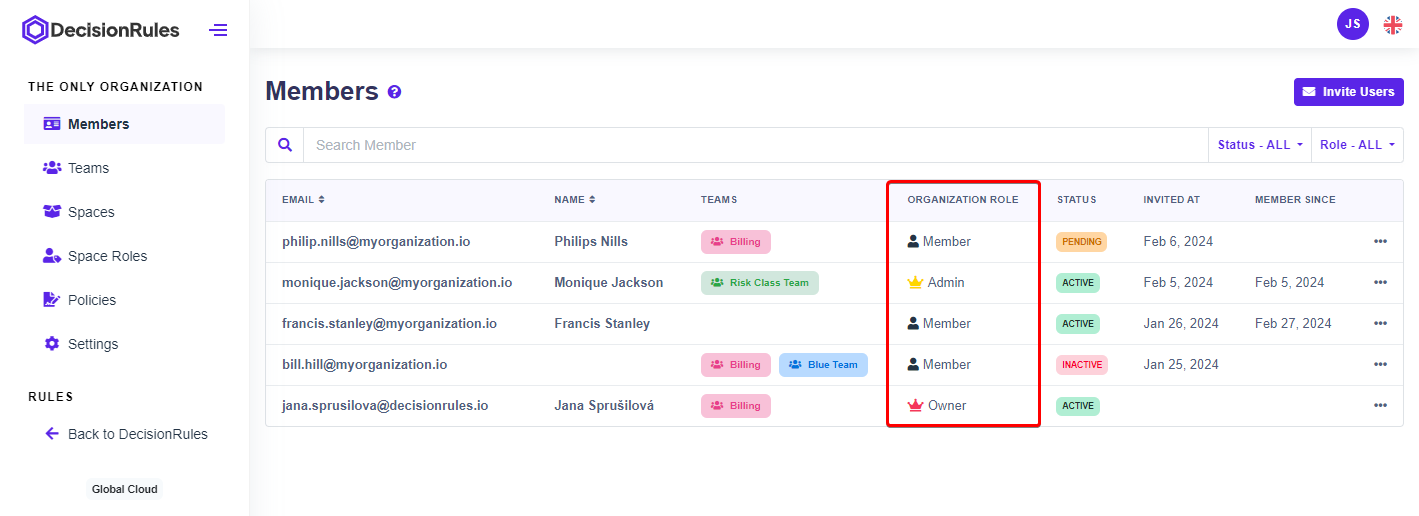 DecisionRules
JS
THE ONLY ORGANIZATION
Members
Teams
Spaces
Space Roles
Policies
Settings
RULES
Back to DecisionRules
Global Cloud
Members ?
Invite Users
Search Member Status - ALL Role - ALL
EMAIL NAME TEAMS ORGANIZATION ROLE STATUS INVITED AT MEMBER SINCE
philip.nills@myorganization.io Philips Nills Billing Member PENDING Feb 6, 2024 •••
monique.jackson@myorganization.io Monique Jackson Risk Class Team Admin ACTIVE Feb 5, 2024 Feb 5, 2024 •••
francis.stanley@myorganization.io Francis Stanley Member ACTIVE Jan 26, 2024 Feb 27, 2024 •••
bill.hill@myorganization.io Billing Blue Team Member INACTIVE Jan 25, 2024 •••
jana.sprusilova@decisionrules.io Jana Sprušilová Billing Owner ACTIVE •••